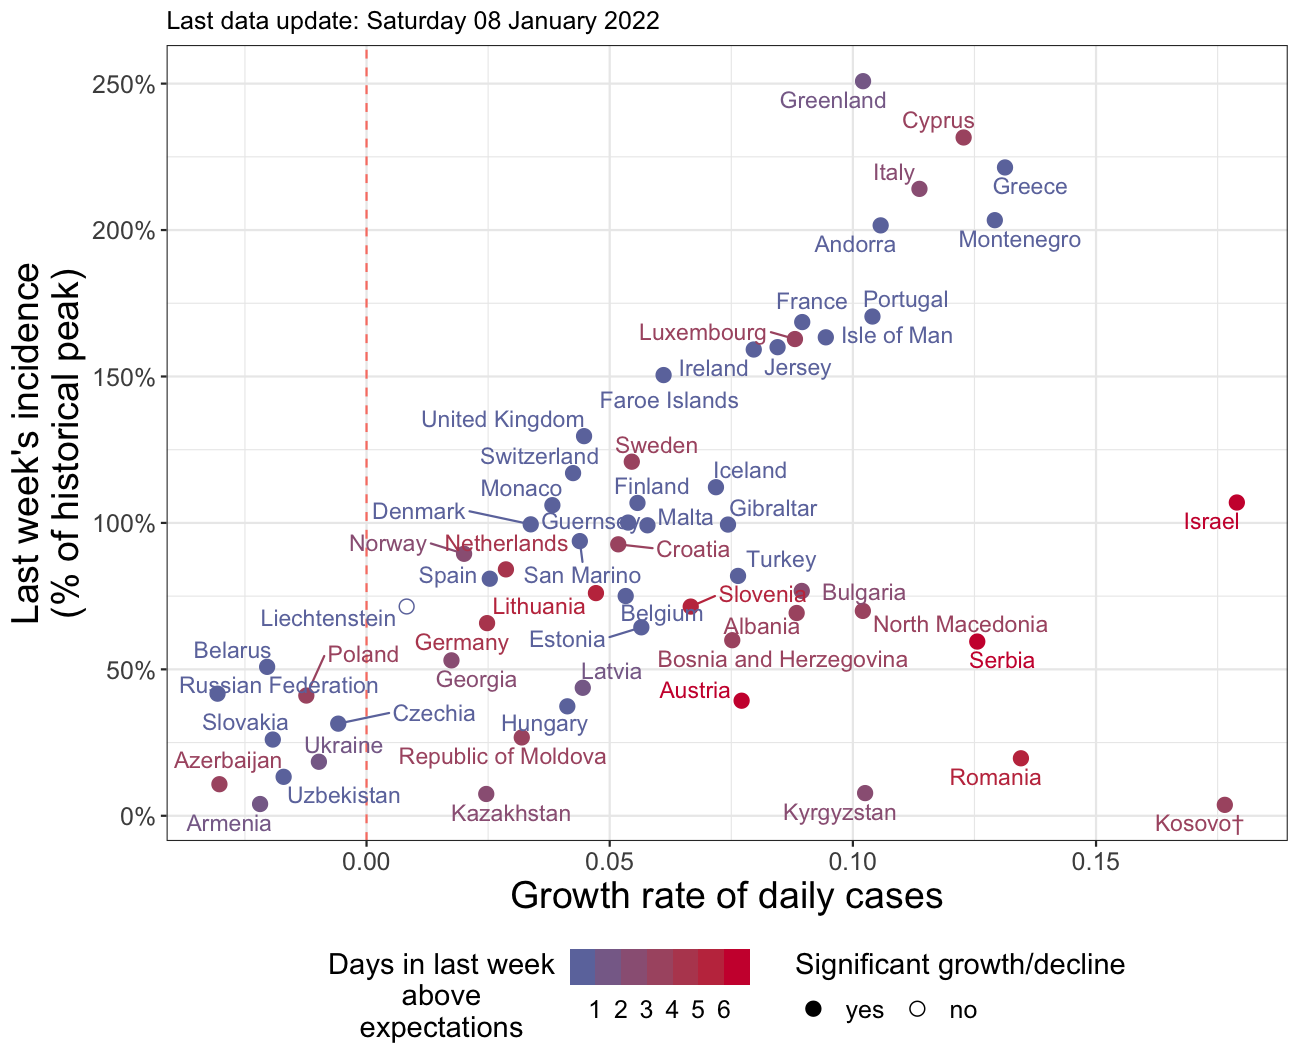 Last data update: Saturday 08 January 2022
250%
Greenland
Cyprus
Italy
Greece
200%
Andorra
Montenegro
France
Portugal
Luxembourg
Isle of Man
150%
Ireland
Jersey
Faroe Islands
United Kingdom
Sweden
Switzerland
Iceland
Monaco
Finland
Denmark
Guernsey
Malta
Gibraltar
100%
Israel
Norway
Netherlands
Croatia
Spain
San Marino
Turkey
Lithuania
Slovenia
Bulgaria
Liechtenstein
Belgium
Albania
North Macedonia
Germany
Estonia
Belarus
Poland
Bosnia and Herzegovina
Serbia
50%
Georgia
Latvia
Russian Federation
Austria
Czechia
Slovakia
Hungary
Ukraine
Republic of Moldova
Azerbaijan
Romania
Uzbekistan
Kazakhstan
Kyrgyzstan
0%
Armenia
Kosovo†
Last week's incidence
(% of historical peak)
0.00
0.05
0.10
0.15
Growth rate of daily cases
Days in last week
above
expectations
1 2 3 4 5 6
Significant growth/decline
yes
no